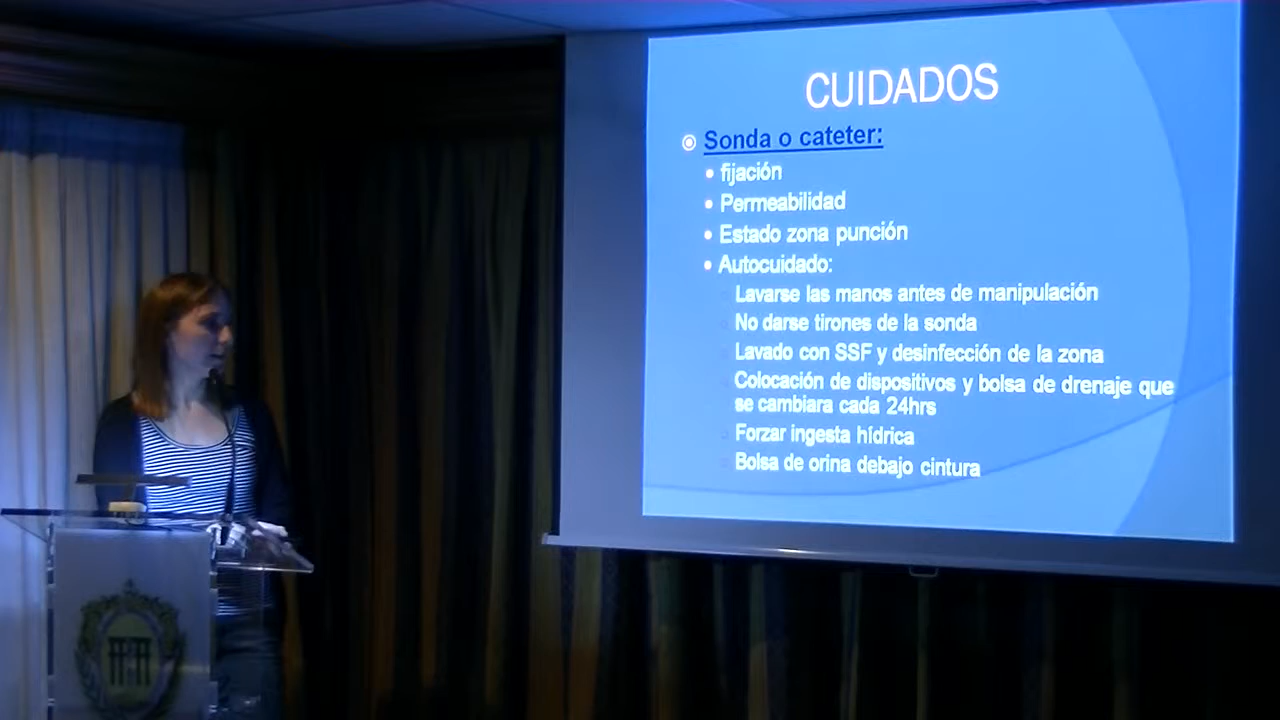 CUIDADOS
Sonda o cateter:
fijación
Permeabilidad
Estado zona punción
Autocuidado:
Lavarse las manos antes de manipulación
No darse tirones de la sonda
Lavado con SSF y desinfección de la zona
Colocación de dispositivos y bolsa de drenaje que
se cambiara cada 24hrs
Forzar ingesta hídrica
Bolsa de orina debajo cintura